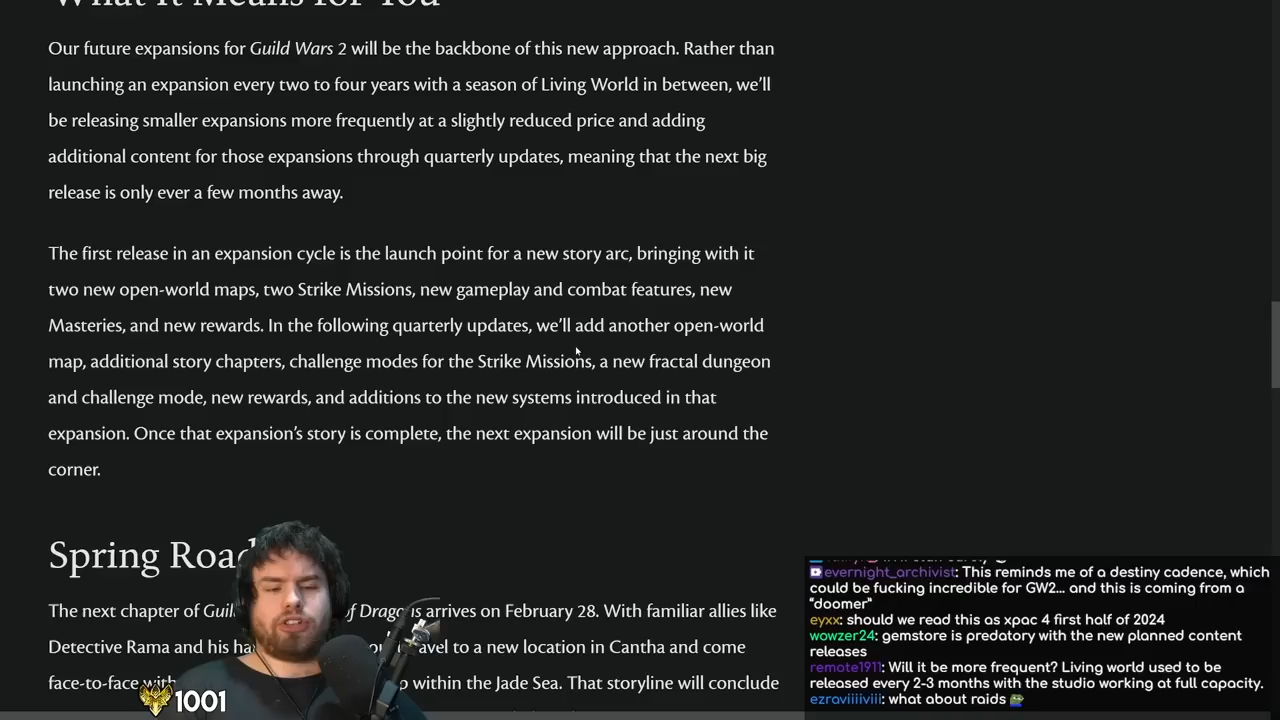 What It Means for You
Our future expansions for Guild Wars 2 will be the backbone of this new approach. Rather than
launching an expansion every two to four years with a season of Living World in between, we'll
be releasing smaller expansions more frequently at a slightly reduced price and adding
additional content for those expansions through quarterly updates, meaning that the next big
release is only ever a few months away.
The first release in an expansion cycle is the launch point for a new story arc, bringing with it
two new open-world maps, two Strike Missions, new gameplay and combat features, new
Masteries, and new rewards. In the following quarterly updates, we'll add another open-world
map, additional story chapters, challenge modes for the Strike Missions, a new fractal dungeon
and challenge mode, new rewards, and additions to the new systems introduced in that
expansion. Once that expansion's story is complete, the next expansion will be just around the
corner.
Spring Road
The next chapter of Guil of Dragons arrives on February 28. With familiar allies like
Detective Rama and his travel to a new location in Cantha and come
face-to-face with within the Jade Sea. That storyline will conclude
1001
evernight_archivist: This reminds me of a destiny cadence, which
could be fucking incredible for GW2... and this is coming from a
"doomer"
eyxx: should we read this as xpac 4 first half of 2024
wowzer24: gemstore is predatory with the new planned content
releases
remote1911: Will it be more frequent? Living world used to be
released every 2-3 months with the studio working at full capacity.
ezraviiiiviii: what about raids